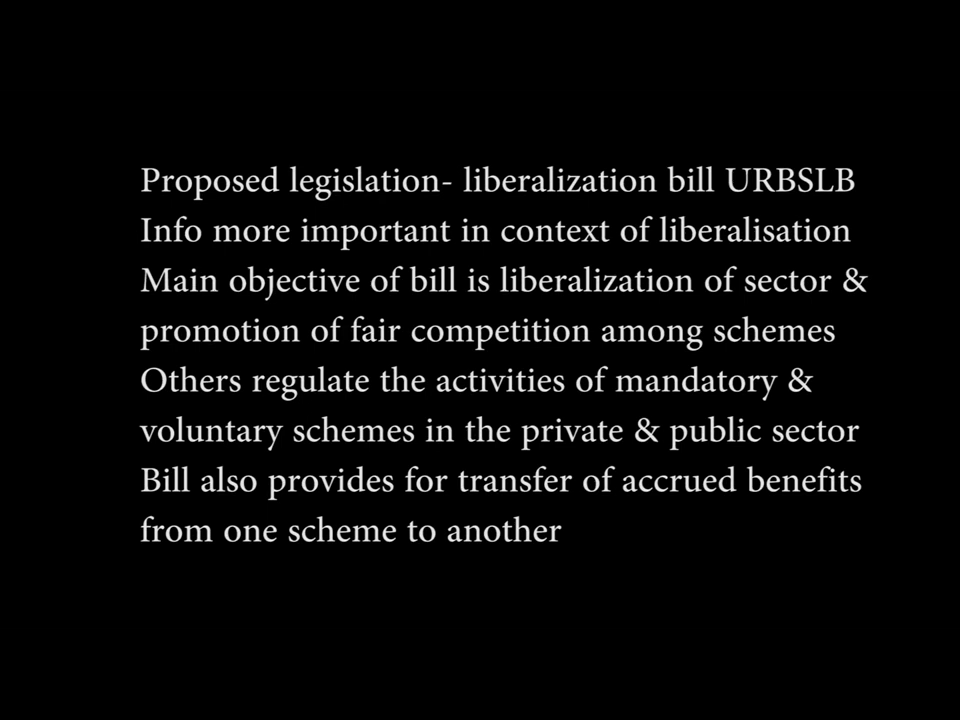 Proposed legislation- liberalization bill URBSLB
Info more important in context of liberalisation
Main objective of bill is liberalization of sector &
promotion of fair competition among schemes
Others regulate the activities of mandatory &
voluntary schemes in the private & public sector
Bill also provides for transfer of accrued benefits
from one scheme to another